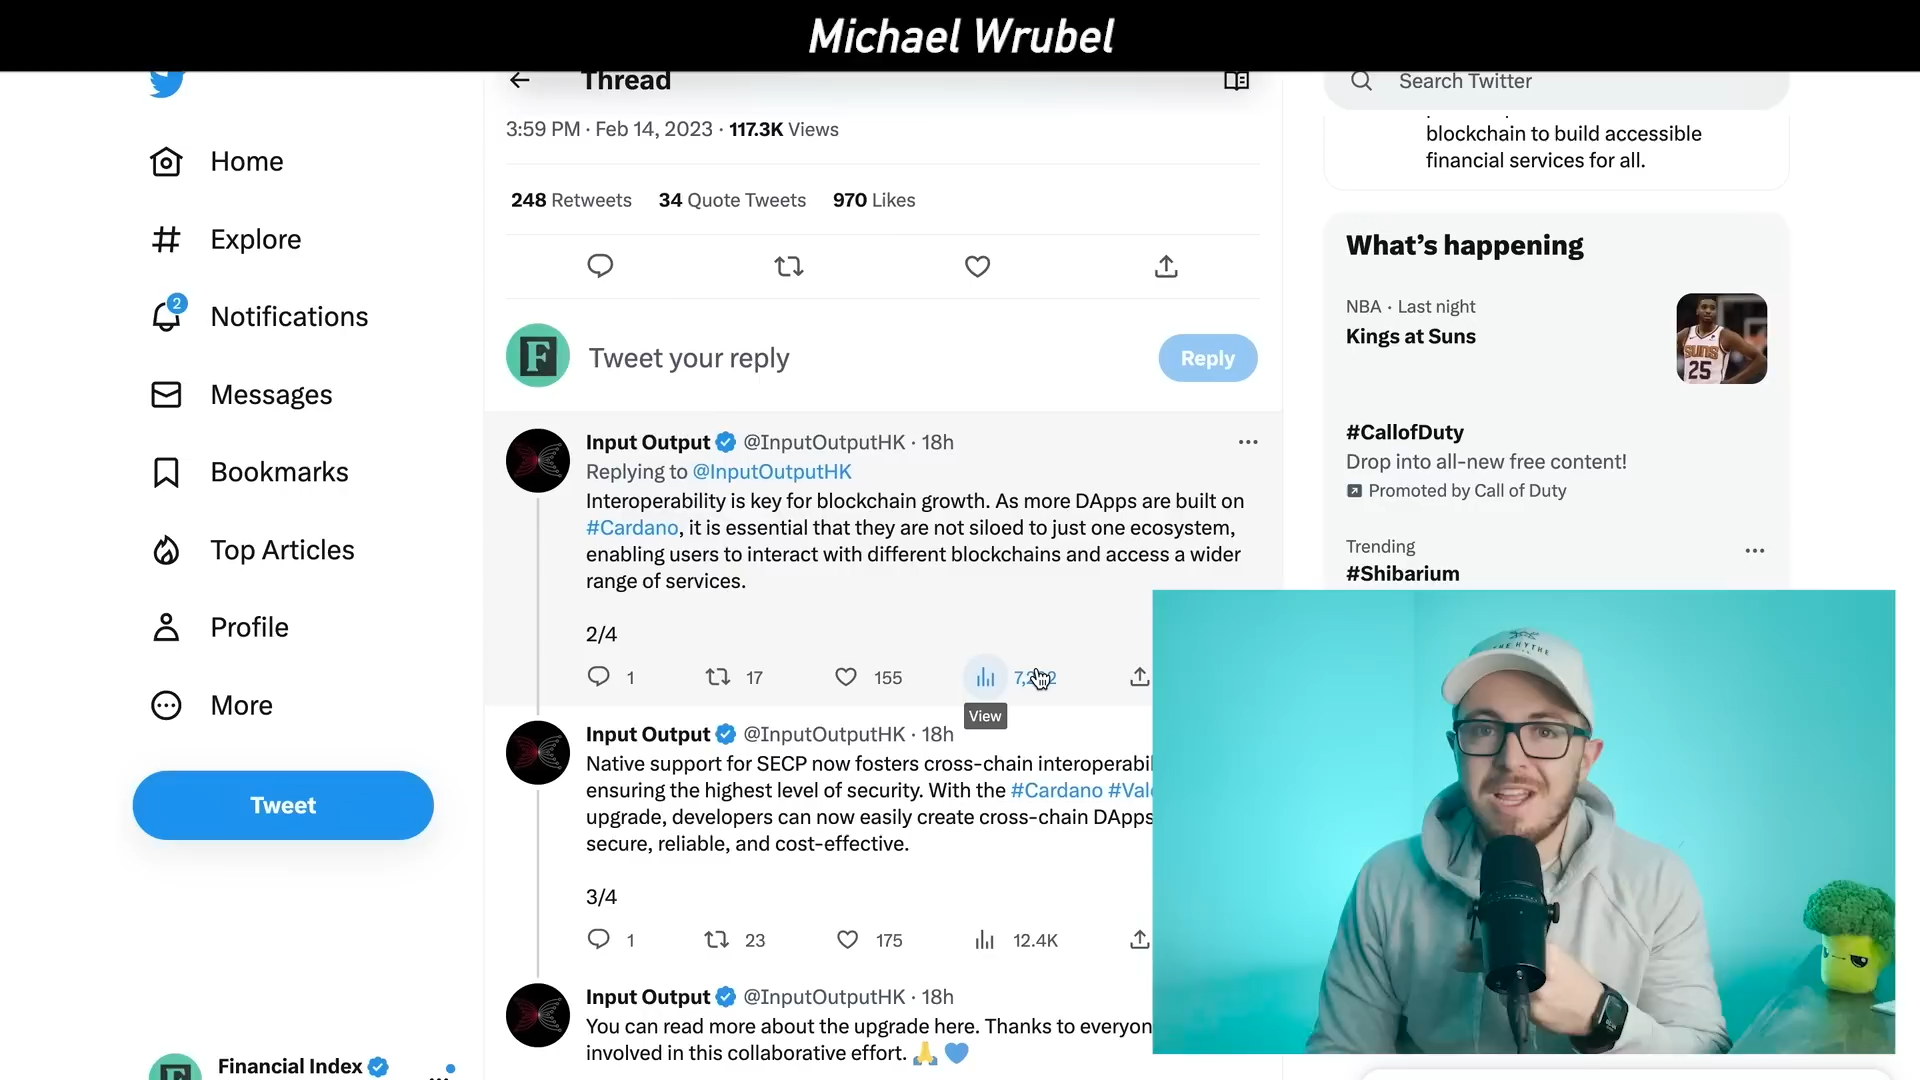 Michael Wrubel
Thread
Search Twitter
3:59 PM · Feb 14, 2023 · 117.3K Views
blockchain to build accessible
financial services for all.
Home
248 Retweets 34 Quote Tweets 970 Likes
Explore
What's happening
2
Notifications
NBA · Last night
Kings at Suns
SUNS
25
Tweet your reply
Reply
Messages
#CallofDuty
Drop into all-new free content!
Promoted by Call of Duty
Input Output @InputOutputHK · 18h
Replying to @InputOutputHK
Interoperability is key for blockchain growth. As more DApps are built on
#Cardano, it is essential that they are not siloed to just one ecosystem,
enabling users to interact with different blockchains and access a wider
range of services.
2/4
1 17 155
View
Bookmarks
Top Articles
Trending
#Shibarium
Profile
More
Tweet
Input Output @InputOutputHK · 18h
Native support for SECP now fosters cross-chain
ensuring the highest level of security. With the #Cardano
upgrade, developers can now easily create cross-chain DApps
secure, reliable, and cost-effective.
3/4
1 23 175 12.4K
Input Output @InputOutputHK · 18h
You can read more about the upgrade here. Thanks to
involved in this collaborative effort. 🙏💙
Financial Index
F